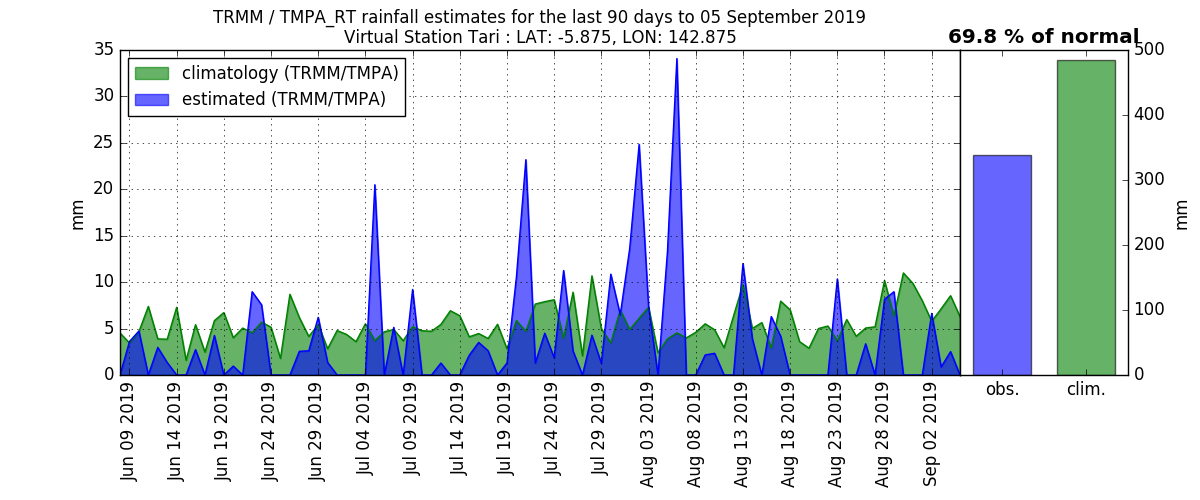 TRMM / TMPA_RT rainfall estimates for the last 90 days to 05 September 2019
Virtual Station Tari : LAT: -5.875, LON: 142.875
69.8 % of normal
climatology (TRMM/TMPA)
estimated (TRMM/TMPA)
35
30
25
20
15
10
5
0
mm
500
400
300
200
100
0
mm
Jun 09 2019
Jun 14 2019
Jun 19 2019
Jun 24 2019
Jun 29 2019
Jul 04 2019
Jul 09 2019
Jul 14 2019
Jul 19 2019
Jul 24 2019
Jul 29 2019
Aug 03 2019
Aug 08 2019
Aug 13 2019
Aug 18 2019
Aug 23 2019
Aug 28 2019
Sep 02 2019
obs.
clim.